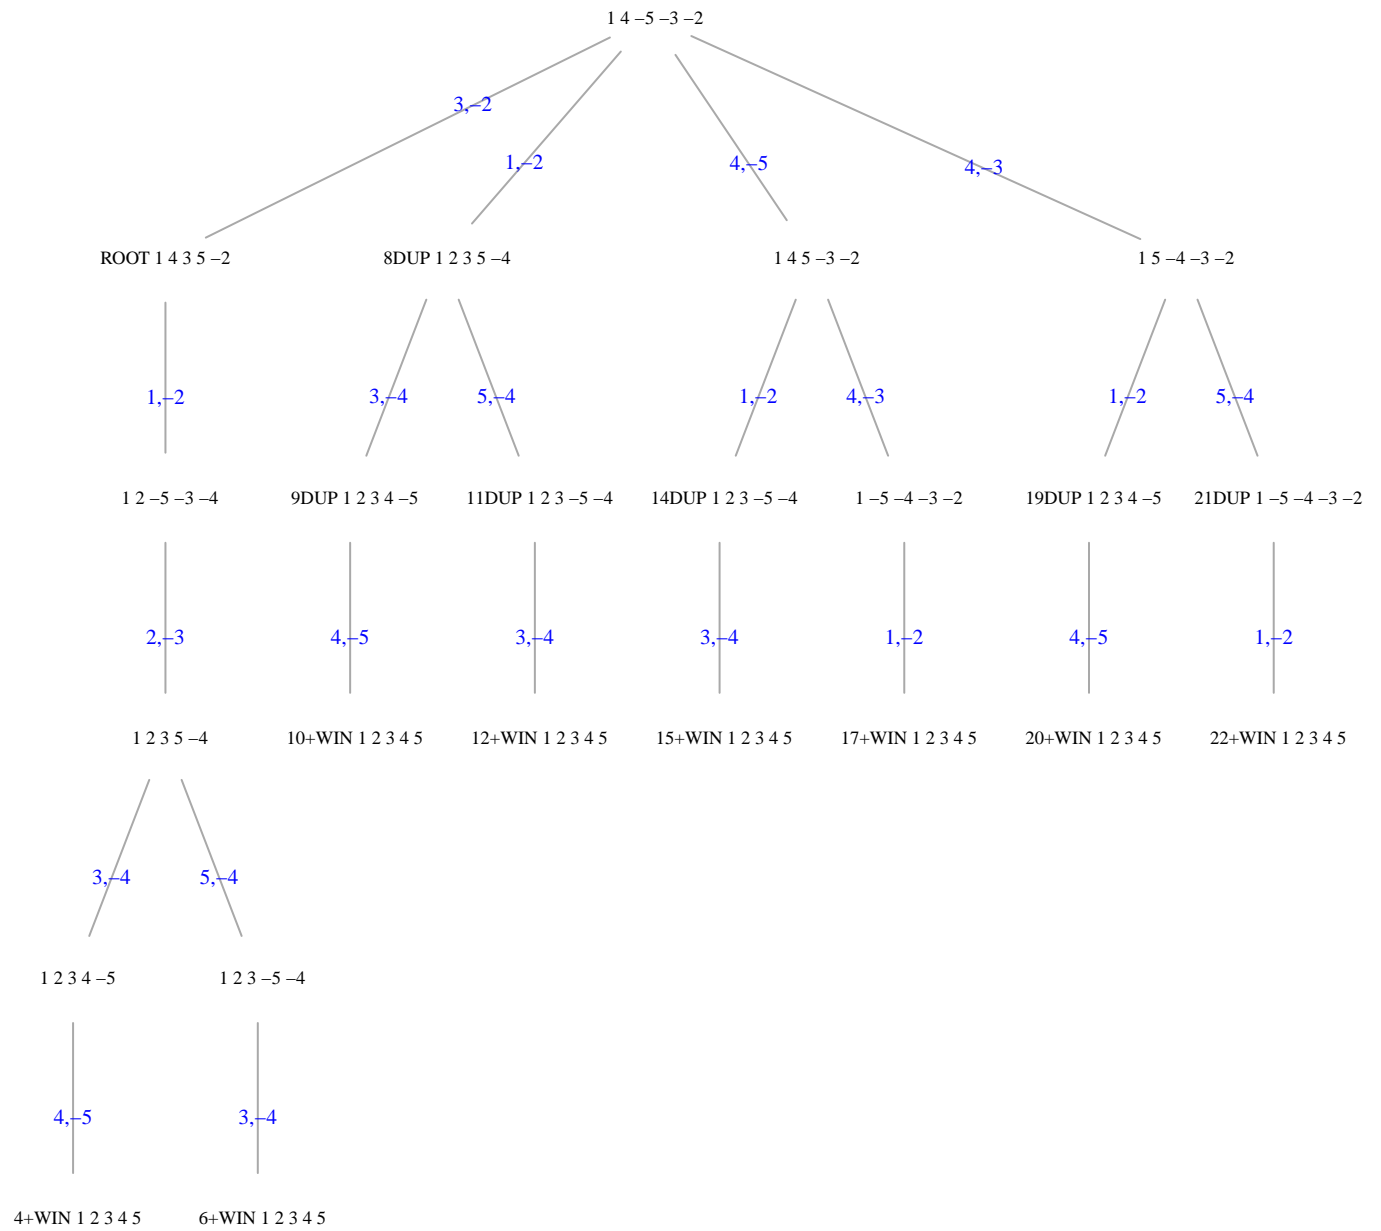 1 4 –5 –3 –2
3,–2
1,–2
4,–5
4,–3
ROOT 1 4 3 5 –2
8DUP 1 2 3 5 –4
1 4 5 –3 –2
1 5 –4 –3 –2
1,–2
3,–4
5,–4
1,–2
4,–3
1,–2
5,–4
1 2 –5 –3 –4
9DUP 1 2 3 4 –5
11DUP 1 2 3 –5 –4
14DUP 1 2 3 –5 –4
1 –5 –4 –3 –2
19DUP 1 2 3 4 –5
21DUP 1 –5 –4 –3 –2
2,–3
4,–5
3,–4
3,–4
1,–2
4,–5
1,–2
1 2 3 5 –4
10+WIN 1 2 3 4 5
12+WIN 1 2 3 4 5
15+WIN 1 2 3 4 5
17+WIN 1 2 3 4 5
20+WIN 1 2 3 4 5
22+WIN 1 2 3 4 5
3,–4
5,–4
1 2 3 4 –5
1 2 3 –5 –4
4,–5
3,–4
4+WIN 1 2 3 4 5
6+WIN 1 2 3 4 5